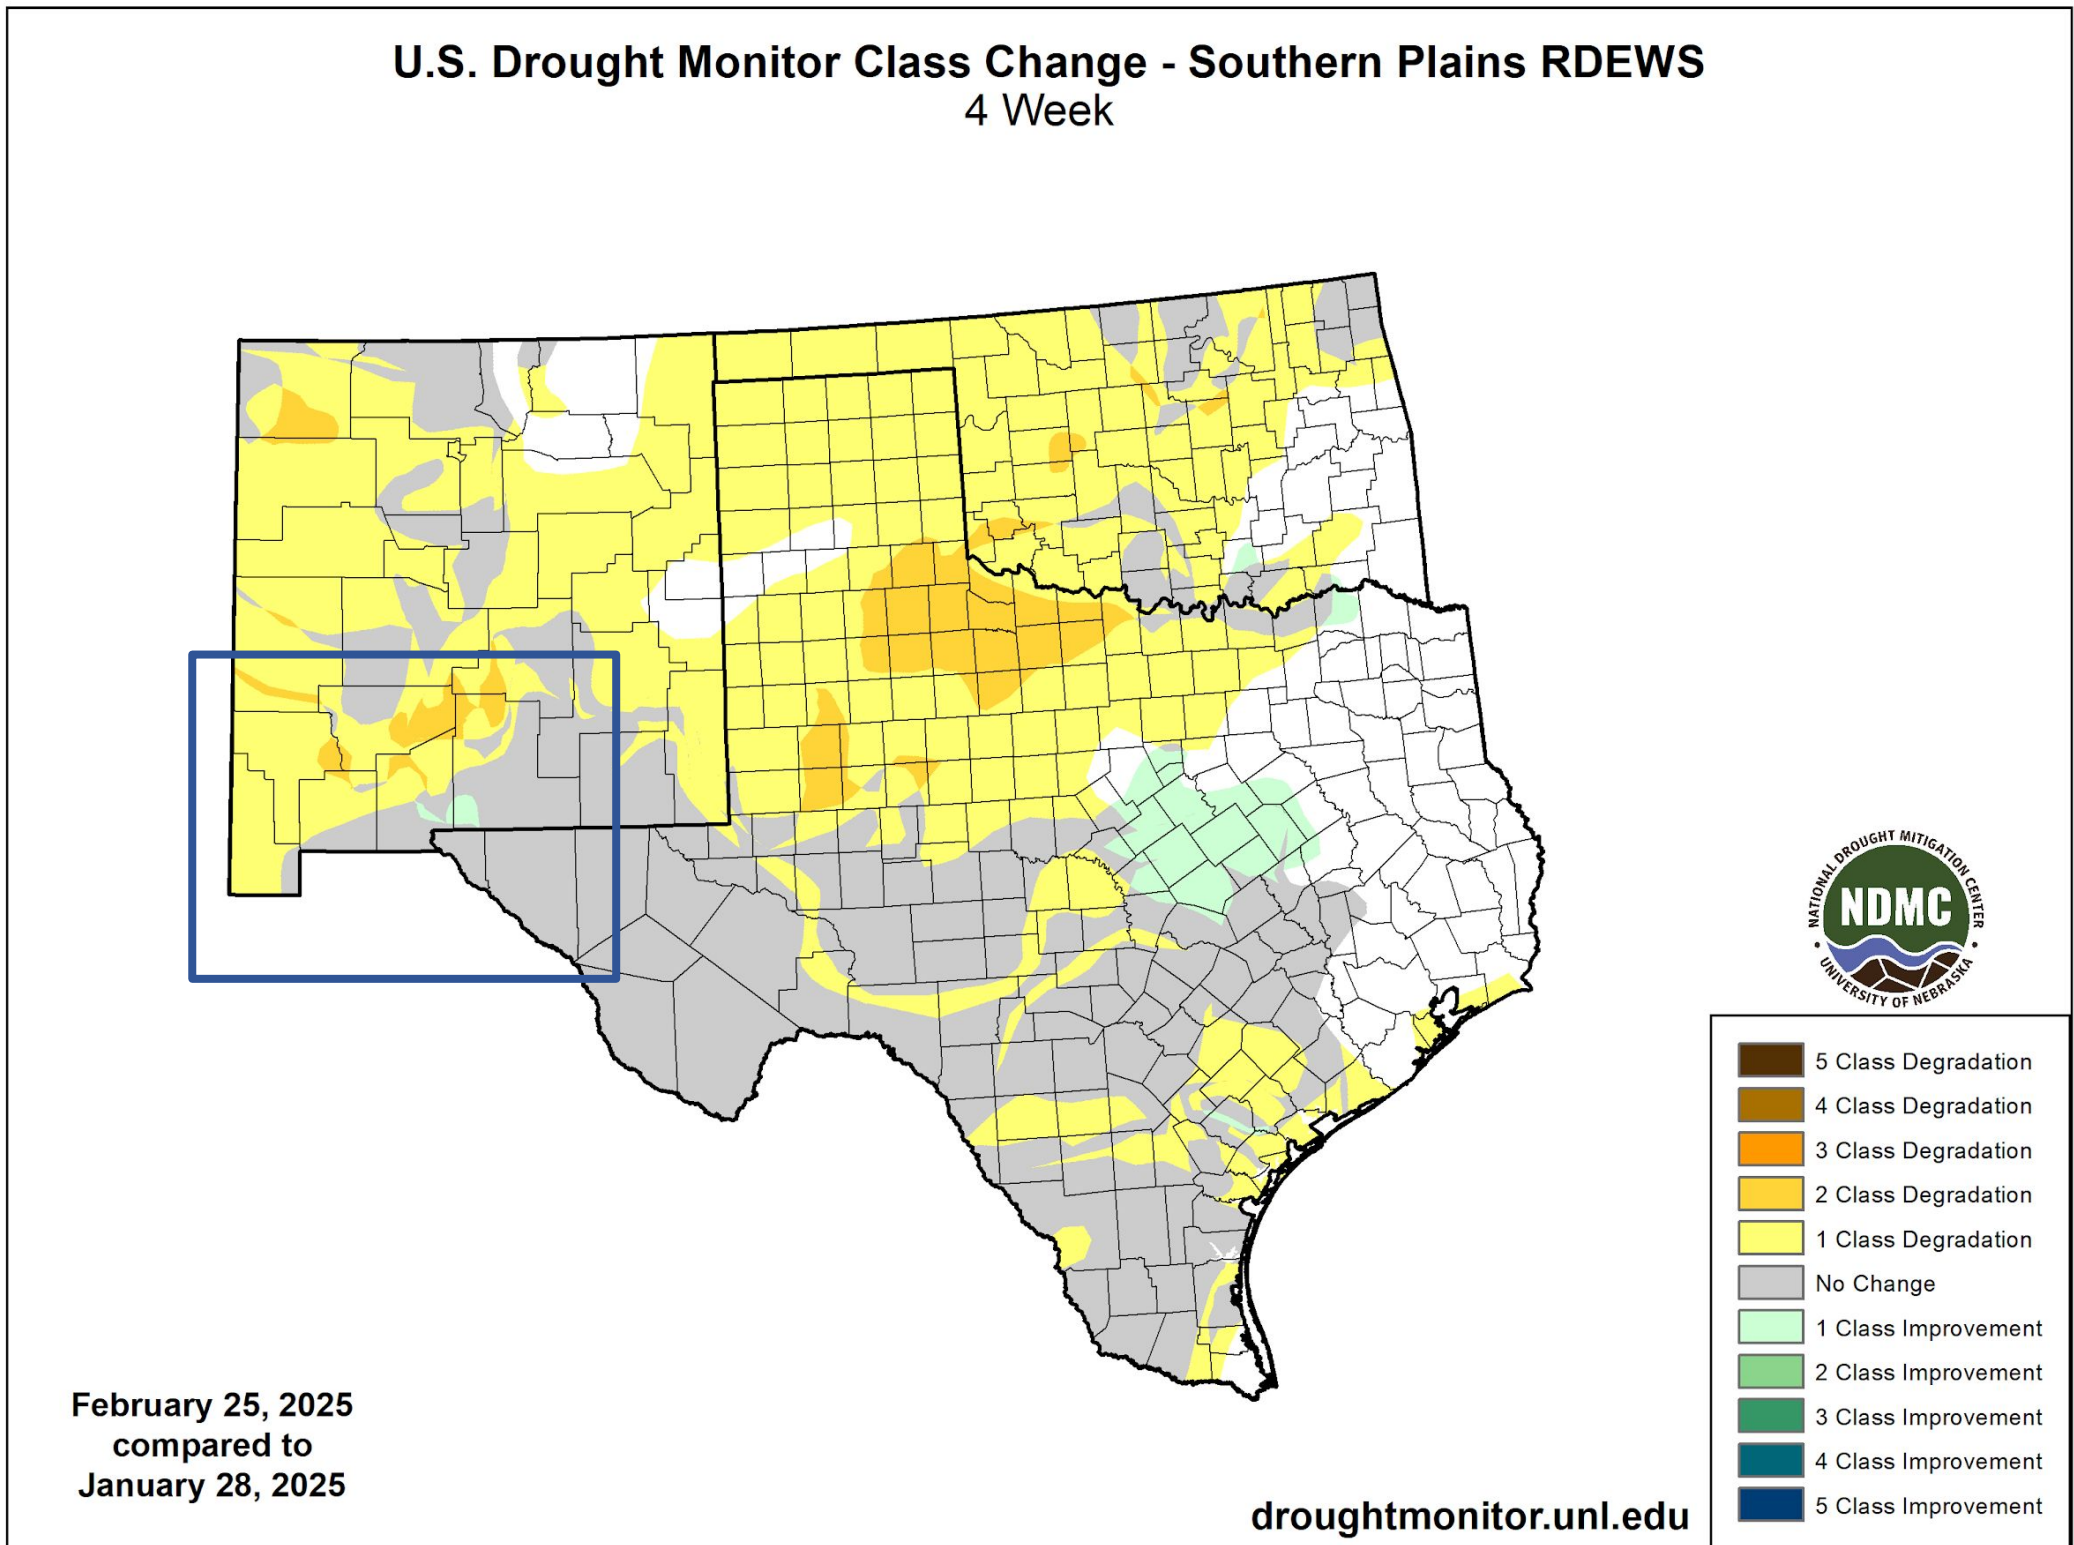 U.S. Drought Monitor Class Change - Southern Plains RDEWS
4 Week
NATIONAL DROUGHT MITIGATION CENTER
NDMC
UNIVERSITY OF NEBRASKA
5 Class Degradation
4 Class Degradation
3 Class Degradation
2 Class Degradation
1 Class Degradation
No Change
1 Class Improvement
2 Class Improvement
3 Class Improvement
4 Class Improvement
5 Class Improvement
February 25, 2025
compared to
January 28, 2025
droughtmonitor.unl.edu